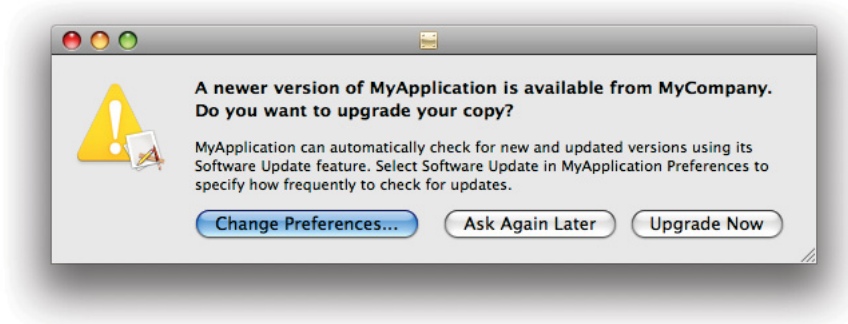 A newer version of MyApplication is available from MyCompany.
Do you want to upgrade your copy?
MyApplication can automatically check for new and updated versions using its
Software Update feature. Select Software Update in MyApplication Preferences to
specify how frequently to check for updates.
Change Preferences... Ask Again Later Upgrade Now